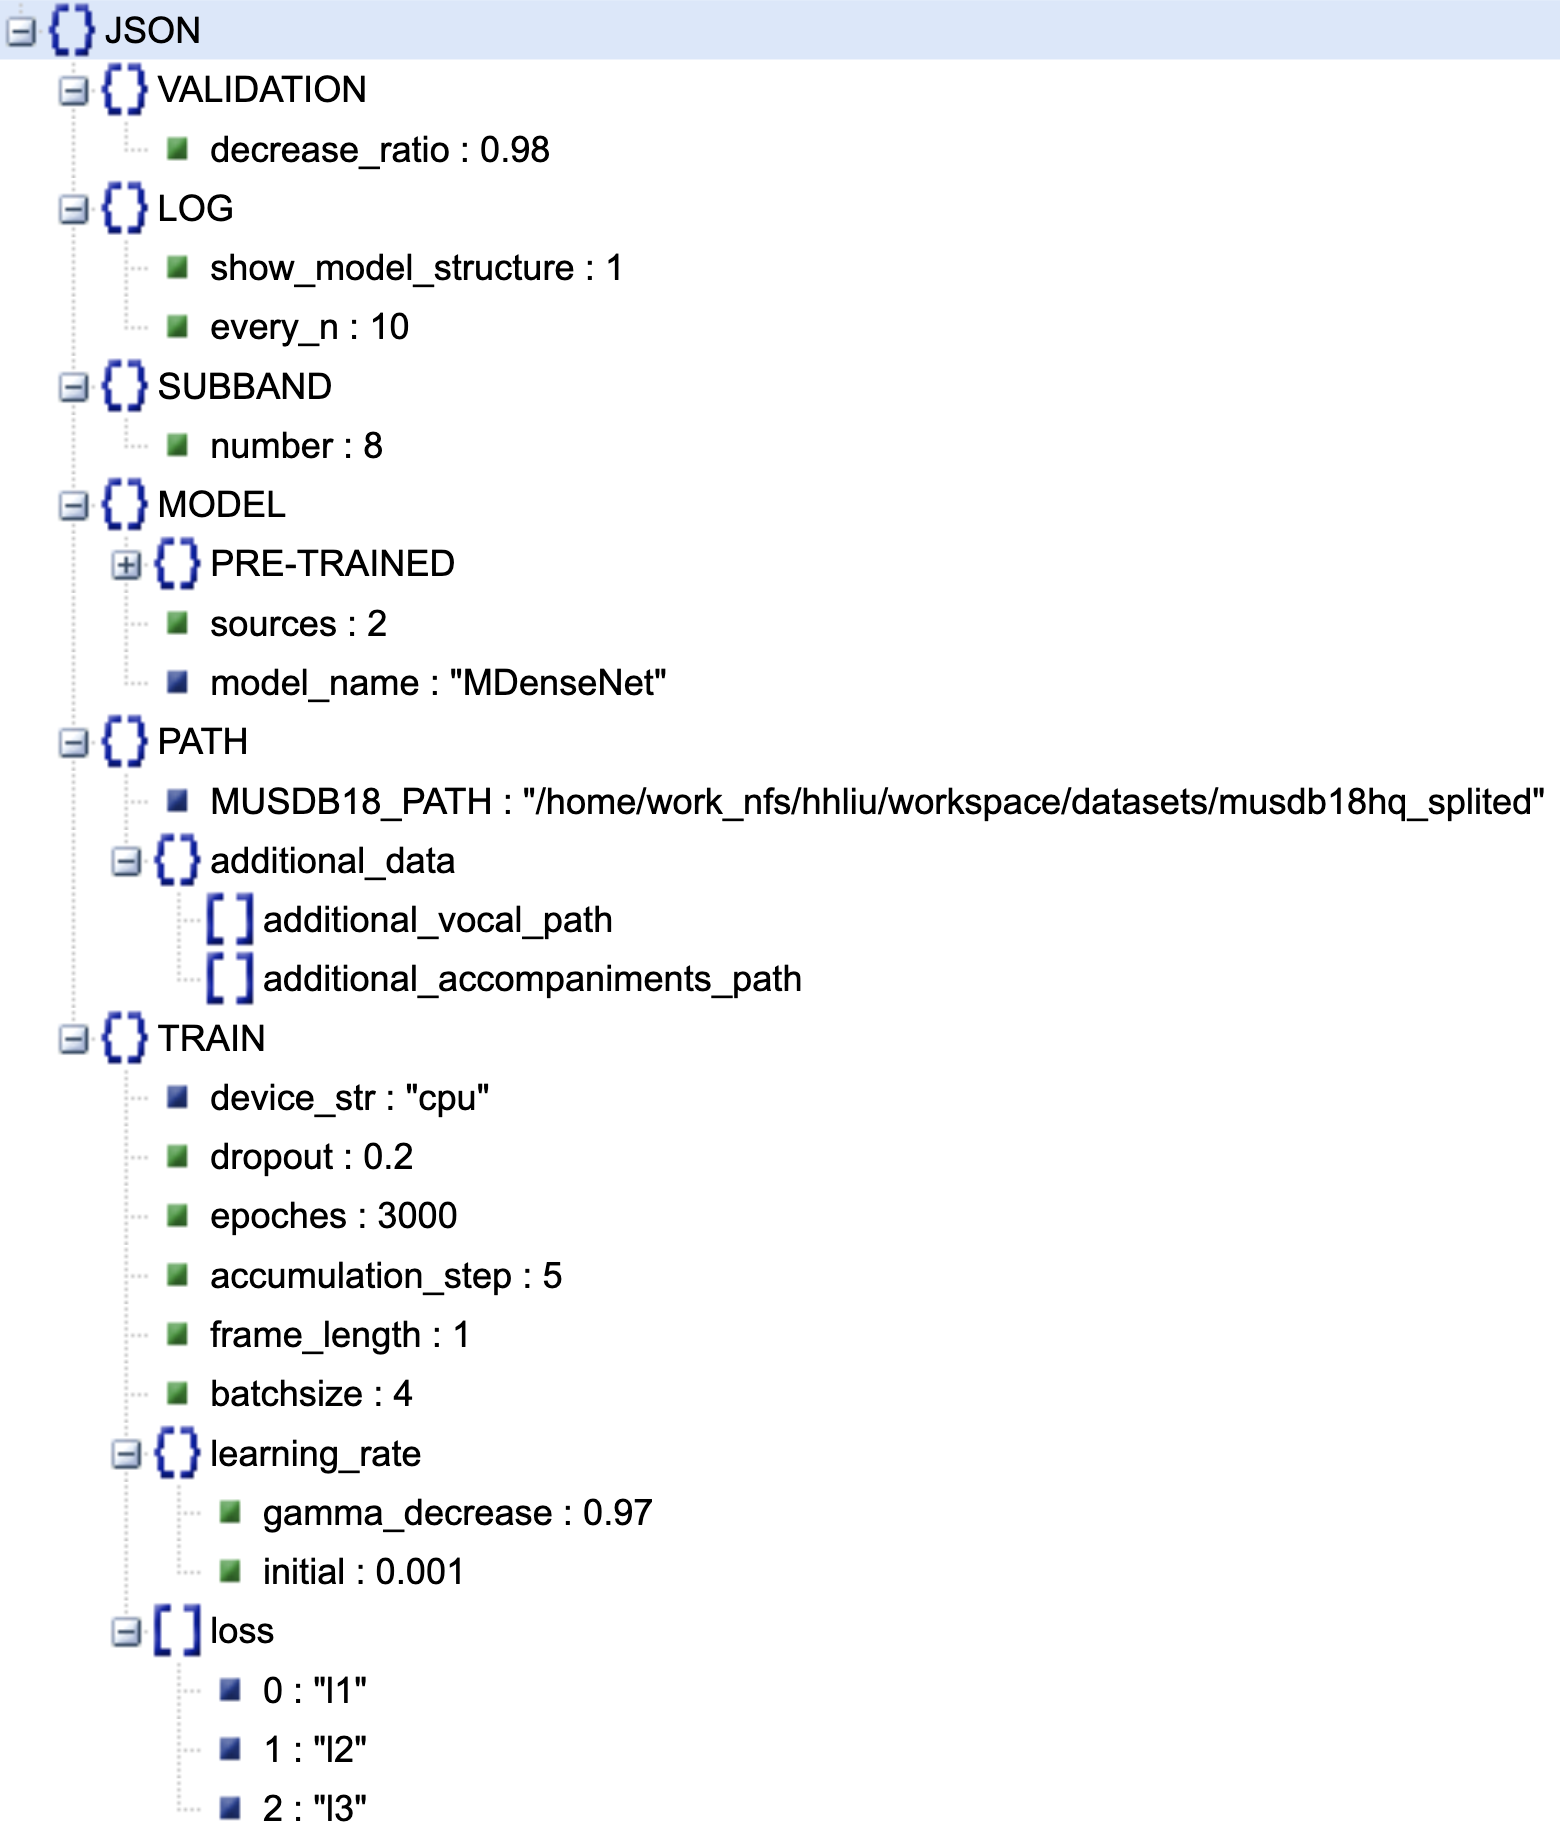 JSON
VALIDATION
decrease_ratio : 0.98
LOG
show_model_structure : 1
every_n : 10
SUBBAND
number : 8
MODEL
PRE-TRAINED
sources : 2
model_name : "MDenseNet"
PATH
MUSDB18_PATH : "/home/work_nfs/hhliu/workspace/datasets/musdb18hq_splited"
additional_data
additional_vocal_path
additional_accompaniments_path
TRAIN
device_str : "cpu"
dropout : 0.2
epoches : 3000
accumulation_step : 5
frame_length : 1
batchsize : 4
learning_rate
gamma_decrease : 0.97
initial : 0.001
loss
0 : "l1"
1 : "l2"
2 : "l3"